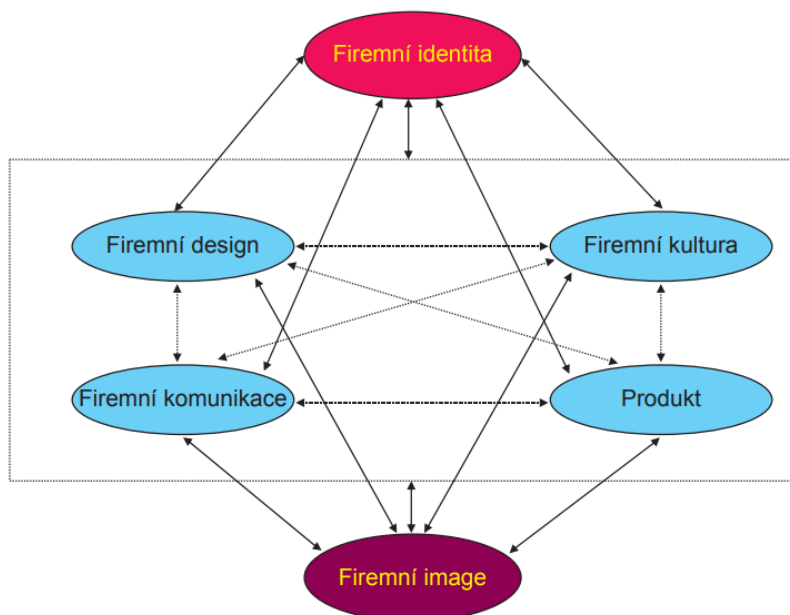 Firemní identita
Firemní design
Firemní kultura
Firemní komunikace
Produkt
Firemní image